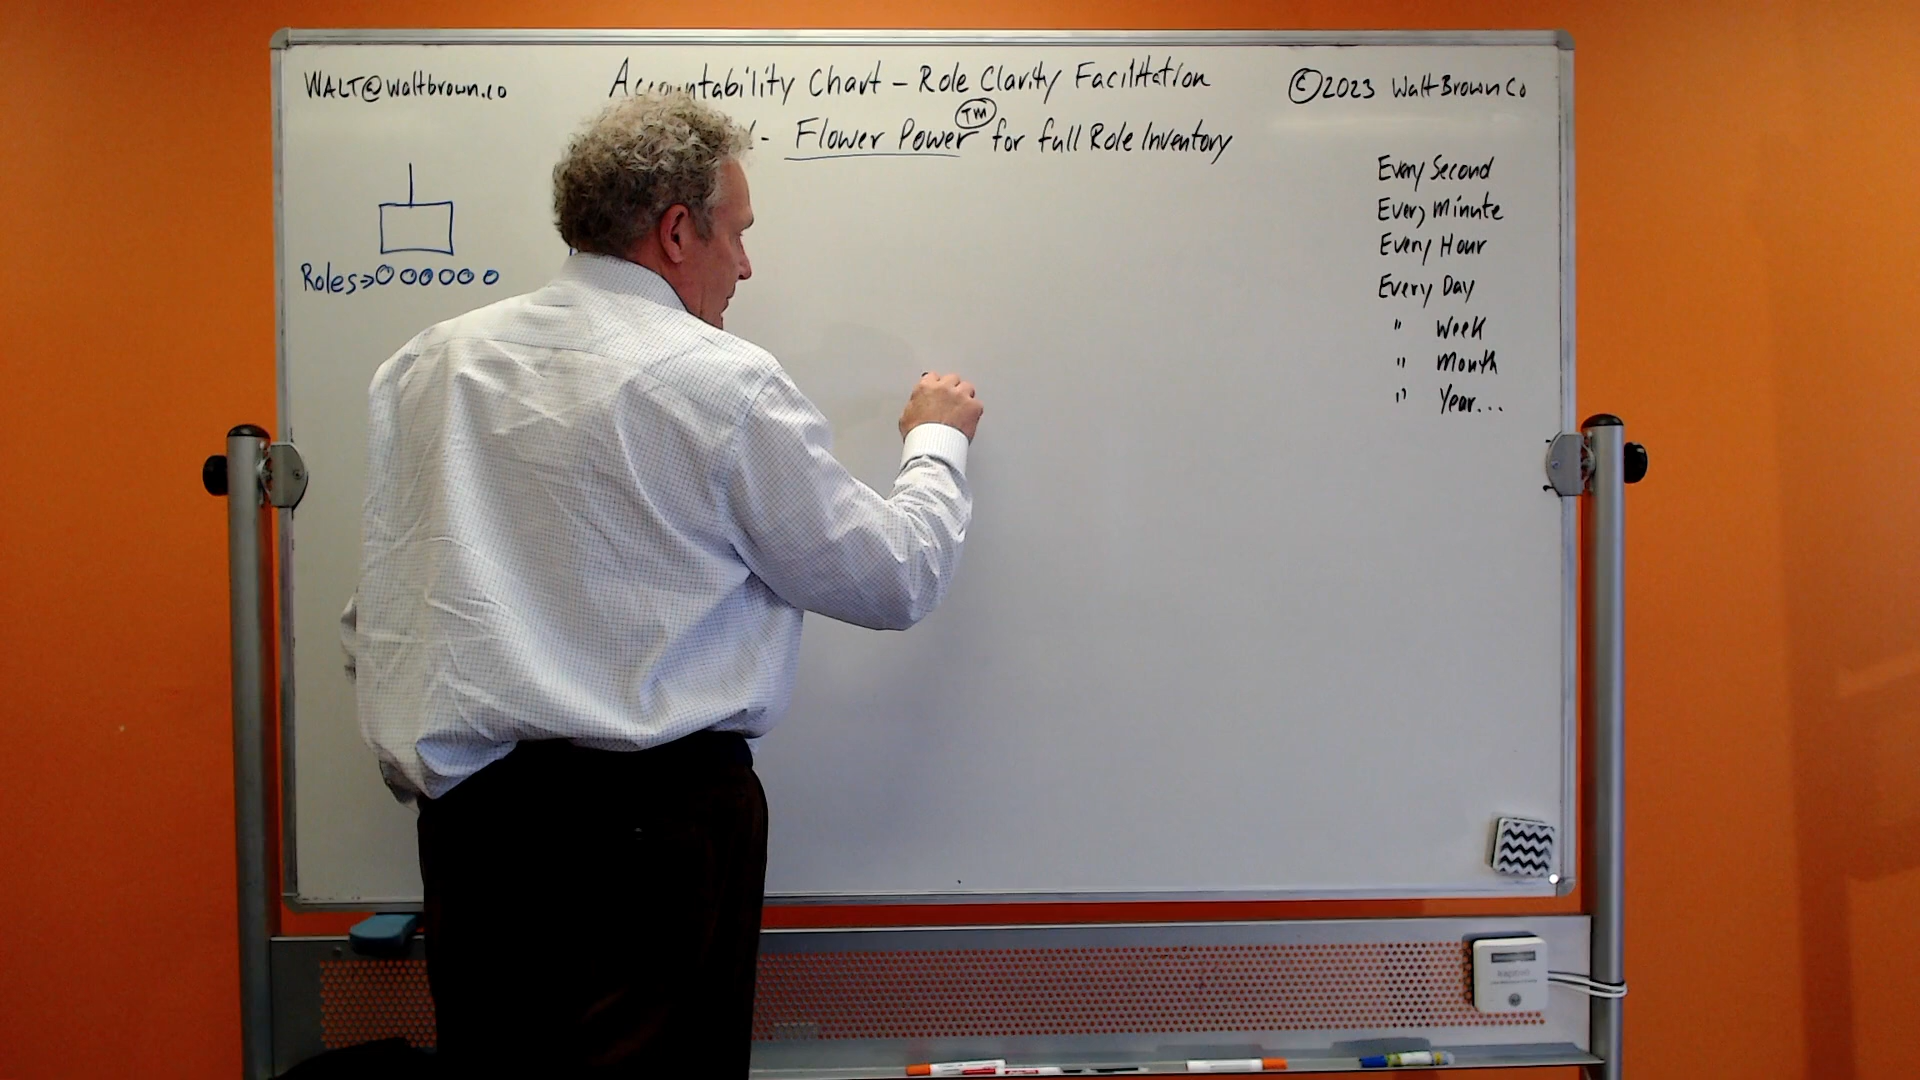 WALT@waltbrown.co
Accountability Chart - Role Clarity Facilitation
©2023 WaltBrownCo
- Flower Power TM for full Role Inventory
Every Second
Every Minute
Every Hour
Every Day
" Week
" Month
" Year...
Roles=>